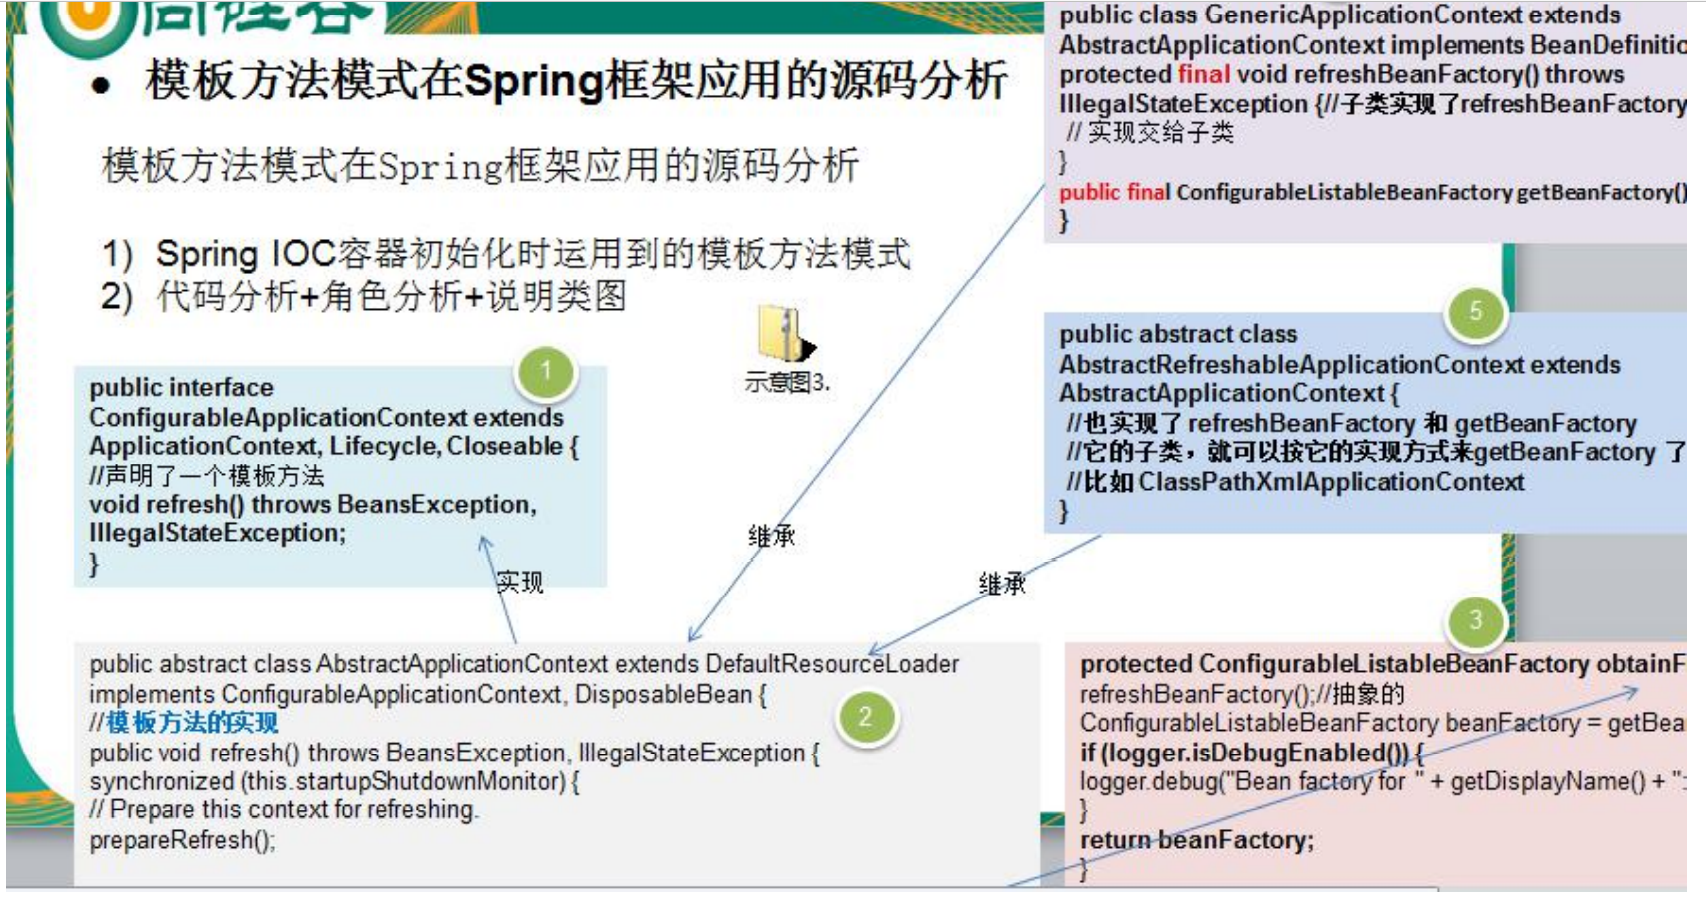 尚硅谷
模板方法模式在Spring框架应用的源码分析
模板方法模式在Spring框架应用的源码分析
1) Spring IOC容器初始化时运用到的模板方法模式
2) 代码分析+角色分析+说明类图
示意图3.
1
public interface
ConfigurableApplicationContext extends
ApplicationContext, Lifecycle, Closeable {
//声明了一个模板方法
void refresh() throws BeansException,
IllegalStateException;
}
实现
继承
继承
2
public abstract class AbstractApplicationContext extends DefaultResourceLoader
implements ConfigurableApplicationContext, DisposableBean {
//模板方法的实现
public void refresh() throws BeansException, IllegalStateException {
synchronized (this.startupShutdownMonitor) {
// Prepare this context for refreshing.
prepareRefresh();
public class GenericApplicationContext extends
AbstractApplicationContext implements BeanDefinitio
protected final void refreshBeanFactory() throws
IllegalStateException {//子类实现了refreshBeanFactory
// 实现交给子类
}
public final ConfigurableListableBeanFactory getBeanFactory()
}
5
public abstract class
AbstractRefreshableApplicationContext extends
AbstractApplicationContext {
//也实现了 refreshBeanFactory 和 getBeanFactory
//它的子类，就可以按它的实现方式来getBeanFactory 了
//比如 ClassPathXmlApplicationContext
}
3
protected ConfigurableListableBeanFactory obtainF
refreshBeanFactory();//抽象的
ConfigurableListableBeanFactory beanFactory = getBea
if (logger.isDebugEnabled()) {
logger.debug("Bean factory for " + getDisplayName() + ":
}
return beanFactory;
}